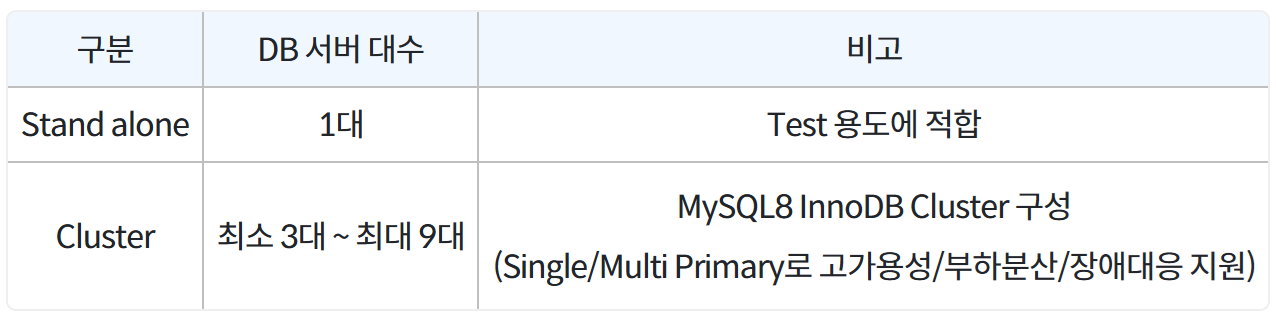 구분 DB 서버 대수 비고
Stand alone 1대 Test 용도에 적합
Cluster 최소 3대 ~ 최대 9대 MySQL8 InnoDB Cluster 구성
(Single/Multi Primary로 고가용성/부하분산/장애대응 지원)